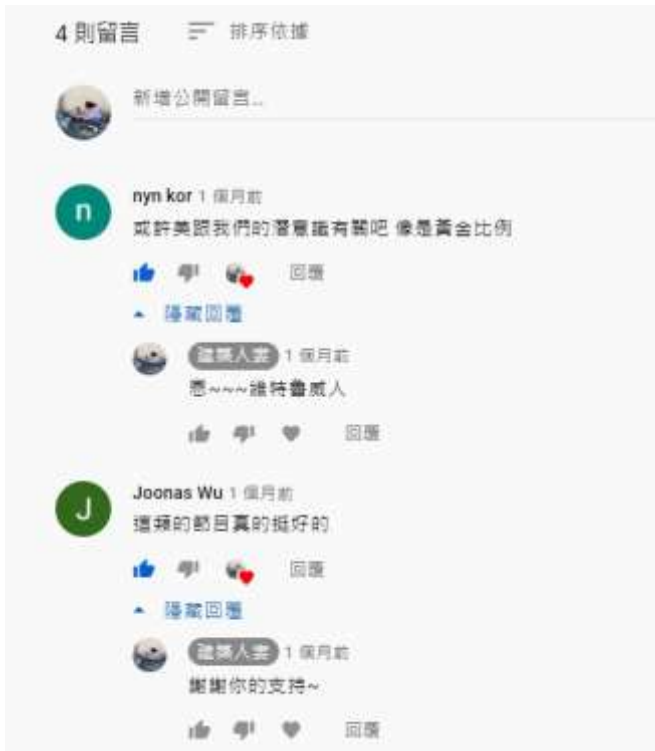 4 則留言 排序依據
新增公開留言...
n
nyn kor 1 個月前
或許美跟我們的潛意識有關吧 像是黃金比例
回覆
隱藏回覆
建築人妻 1 個月前
恩~~~維特魯威人
回覆
J
Joonas Wu 1 個月前
這類的節目真的挺好的
回覆
隱藏回覆
1 個月前
謝謝你的支持~
回覆